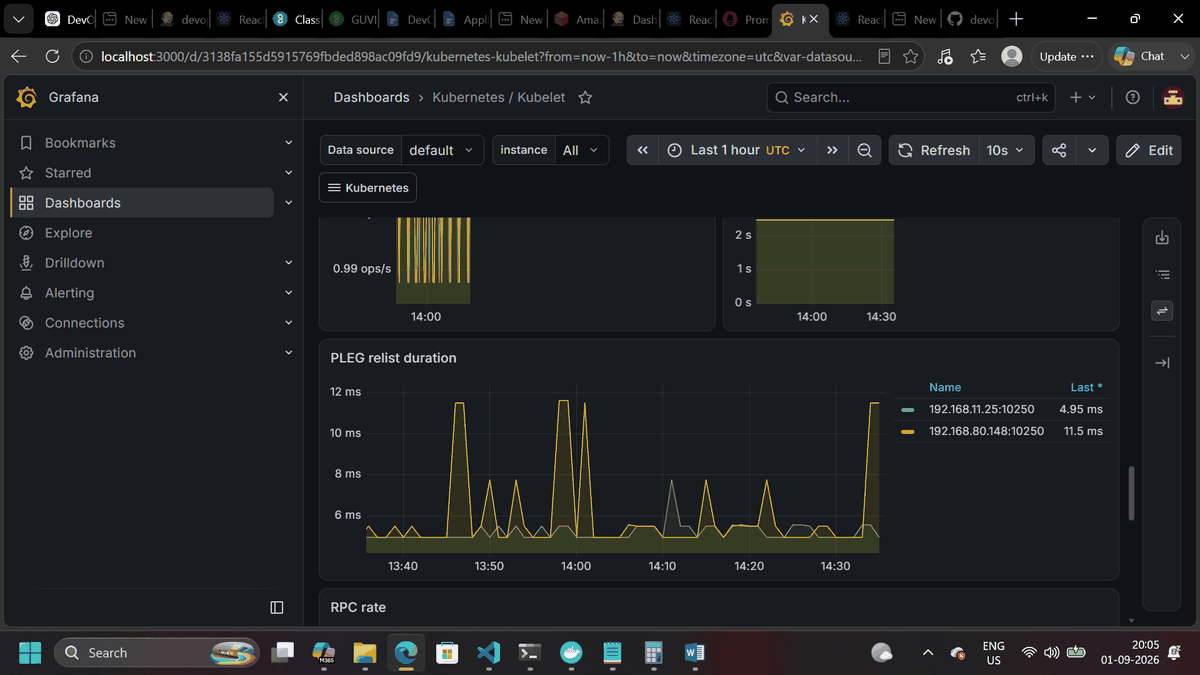 DevO
New
devo
Reac
Class
GUVI
DevO
Appli
New
Ama
Dash
Reac
Pron
K
Reac
New
devo
localhost:3000/d/3138fa155d5915769fbded898ac09fd9/kubernetes-kubelet?from=now-1h&to=now&timezone=utc&var-datasou...
Update
Chat
Grafana
Dashboards › Kubernetes / Kubelet
Search...
ctrl+k
Bookmarks
Starred
Dashboards
Explore
Drilldown
Alerting
Connections
Administration
Data source
default
instance
All
Last 1 hour UTC
Refresh
10s
Edit
Kubernetes
0.99 ops/s
14:00
2 s
1 s
0 s
14:00
14:30
PLEG relist duration
12 ms
10 ms
8 ms
6 ms
13:40
13:50
14:00
14:10
14:20
14:30
Name
Last *
192.168.11.25:10250
4.95 ms
192.168.80.148:10250
11.5 ms
RPC rate
Search
M365
W
ENG
US
20:05
01-09-2026